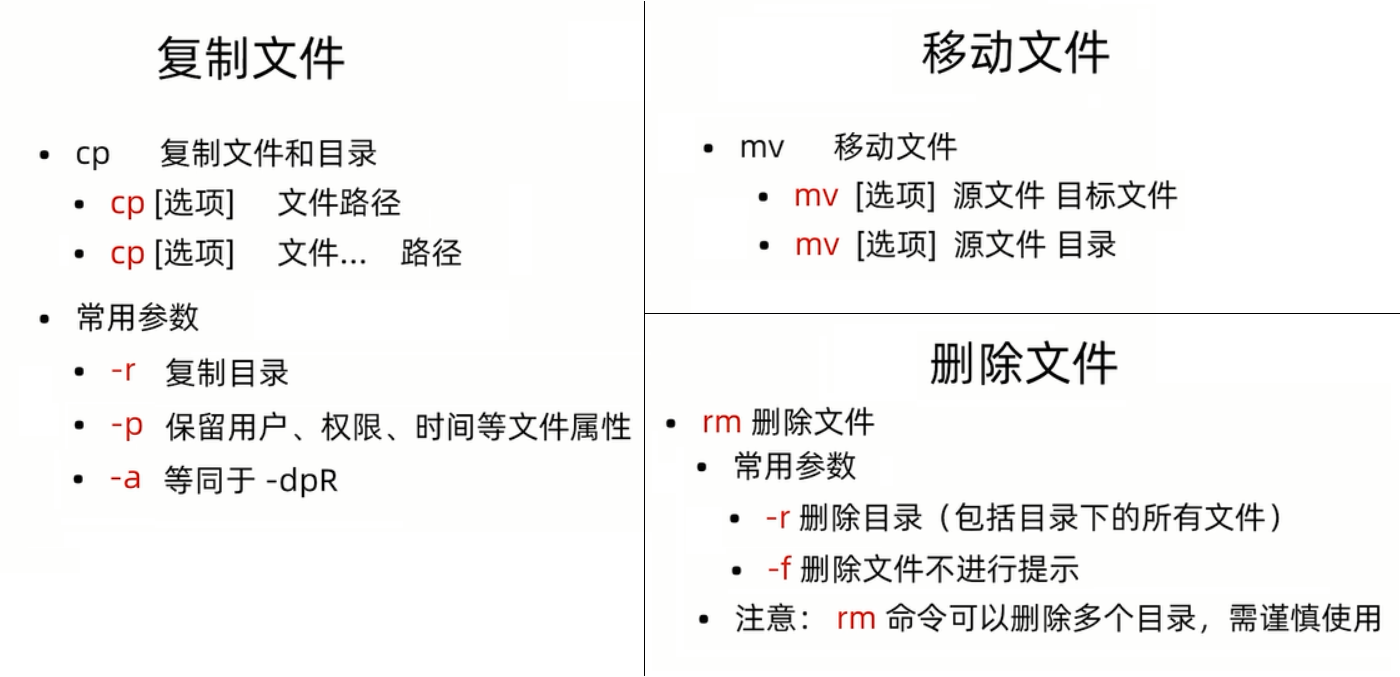 复制文件
• cp 复制文件和目录
• cp [选项] 文件路径
• cp [选项] 文件... 路径
• 常用参数
• -r 复制目录
• -p 保留用户、权限、时间等文件属性
• -a 等同于 -dpR
移动文件
• mv 移动文件
• mv [选项] 源文件 目标文件
• mv [选项] 源文件 目录
删除文件
• rm 删除文件
• 常用参数
• -r 删除目录（包括目录下的所有文件）
• -f 删除文件不进行提示
• 注意： rm 命令可以删除多个目录，需谨慎使用